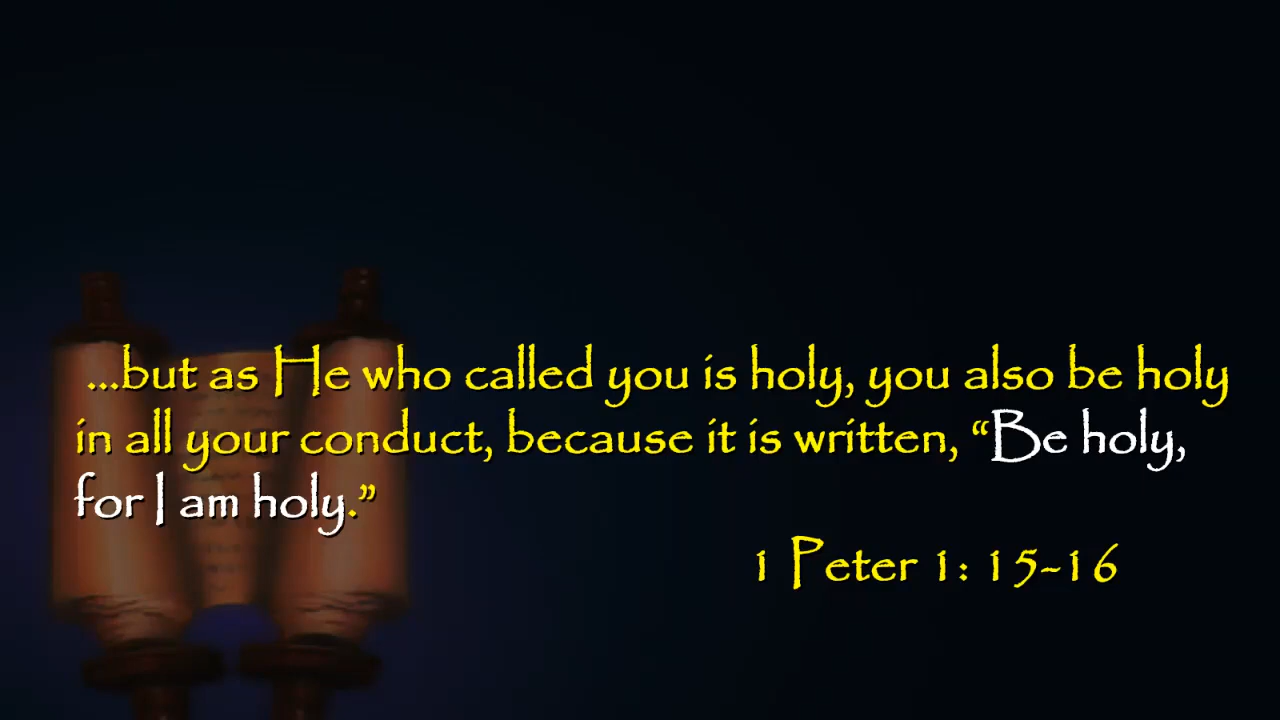 ...but as He who called you is holy, you also be holy
in all your conduct, because it is written, “Be holy,
for I am holy.”
1 Peter 1: 15-16